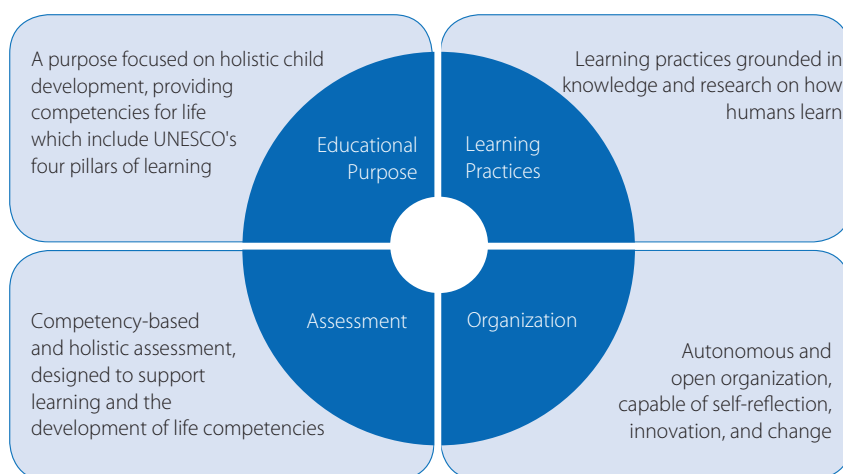 A purpose focused on holistic child
development, providing
competencies for life
which include UNESCO's
four pillars of learning
Educational
Purpose
Learning practices grounded in
knowledge and research on how
humans learn
Learning
Practices
Competency-based
and holistic assessment,
designed to support
learning and the
development of life competencies
Assessment
Organization
Autonomous and
open organization,
capable of self-reflection,
innovation, and change